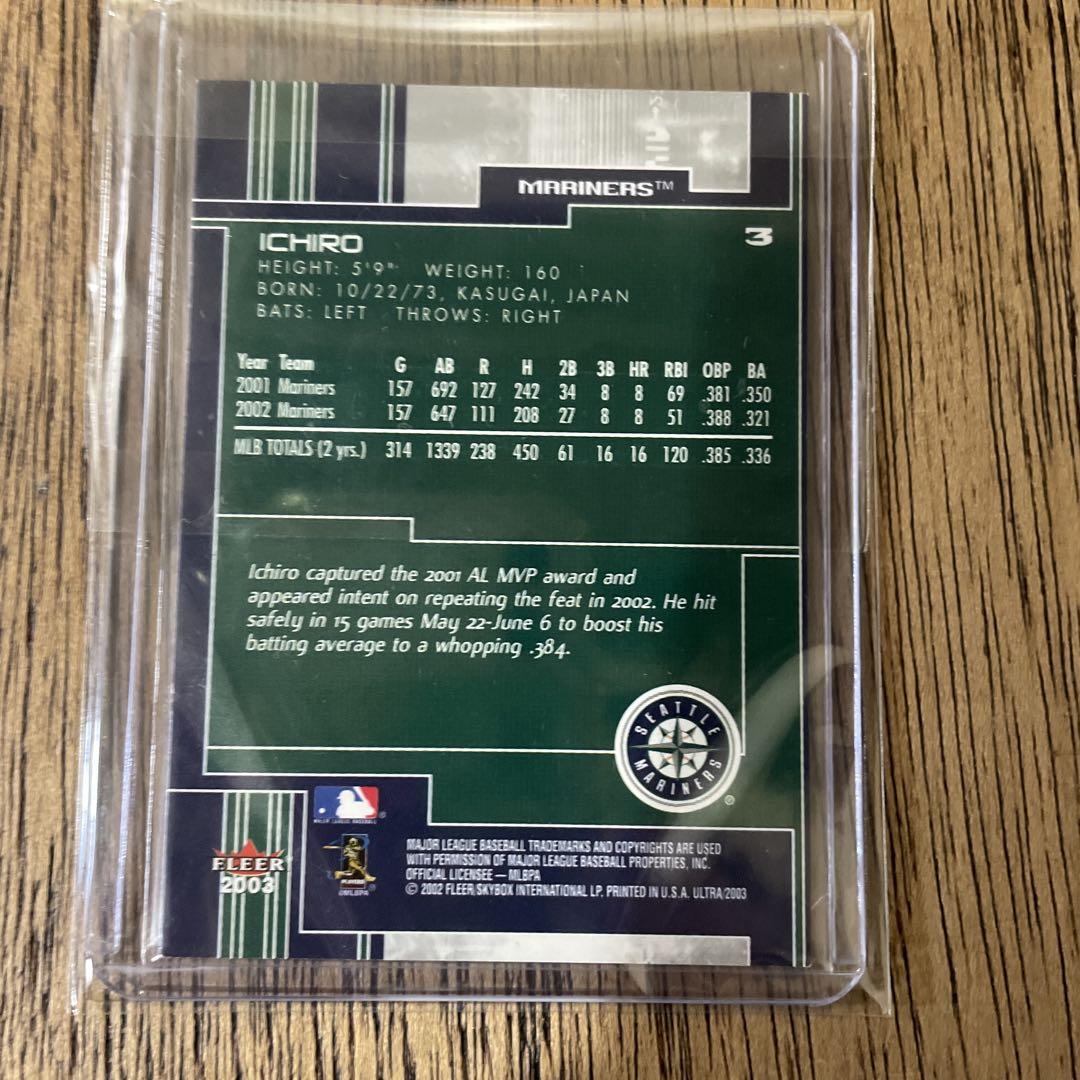 MARINERS™
3
ICHIRO
HEIGHT: 5'9" WEIGHT: 160
BORN: 10/22/73, KASUGAI, JAPAN
BATS: LEFT THROWS: RIGHT
Year Team G AB R H 2B 3B HR RBI OBP BA
2001 Mariners 157 692 127 242 34 8 8 69 .381 .350
2002 Mariners 157 647 111 208 27 8 8 51 .388 .321
MLB TOTALS (2 yrs.) 314 1339 238 450 61 16 16 120 .385 .336
Ichiro captured the 2001 AL MVP award and
appeared intent on repeating the feat in 2002. He hit
safely in 15 games May 22-June 6 to boost his
batting average to a whopping .384.
SEATTLE
MARINERS
®
MAJOR LEAGUE BASEBALL
®
FLEER
2003
PLAYERS
©MLBPA
MAJOR LEAGUE BASEBALL TRADEMARKS AND COPYRIGHTS ARE USED
WITH PERMISSION OF MAJOR LEAGUE BASEBALL PROPERTIES, INC.
OFFICIAL LICENSEE — MLBPA
© 2002 FLEER/SKYBOX INTERNATIONAL LP. PRINTED IN U.S.A. ULTRA/2003